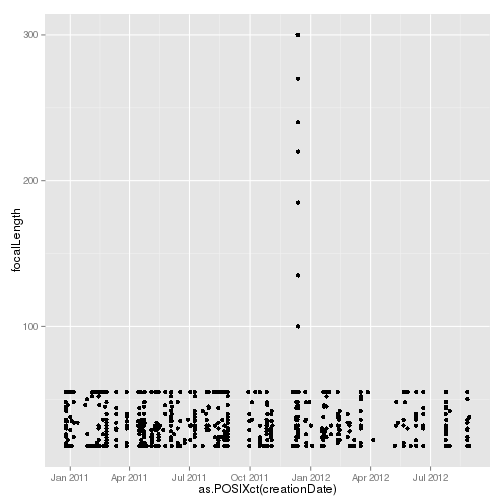 300
200
100
focalLength
Jan 2011 Apr 2011 Jul 2011 Oct 2011 Jan 2012 Apr 2012 Jul 2012
as.POSIXct(creationDate)